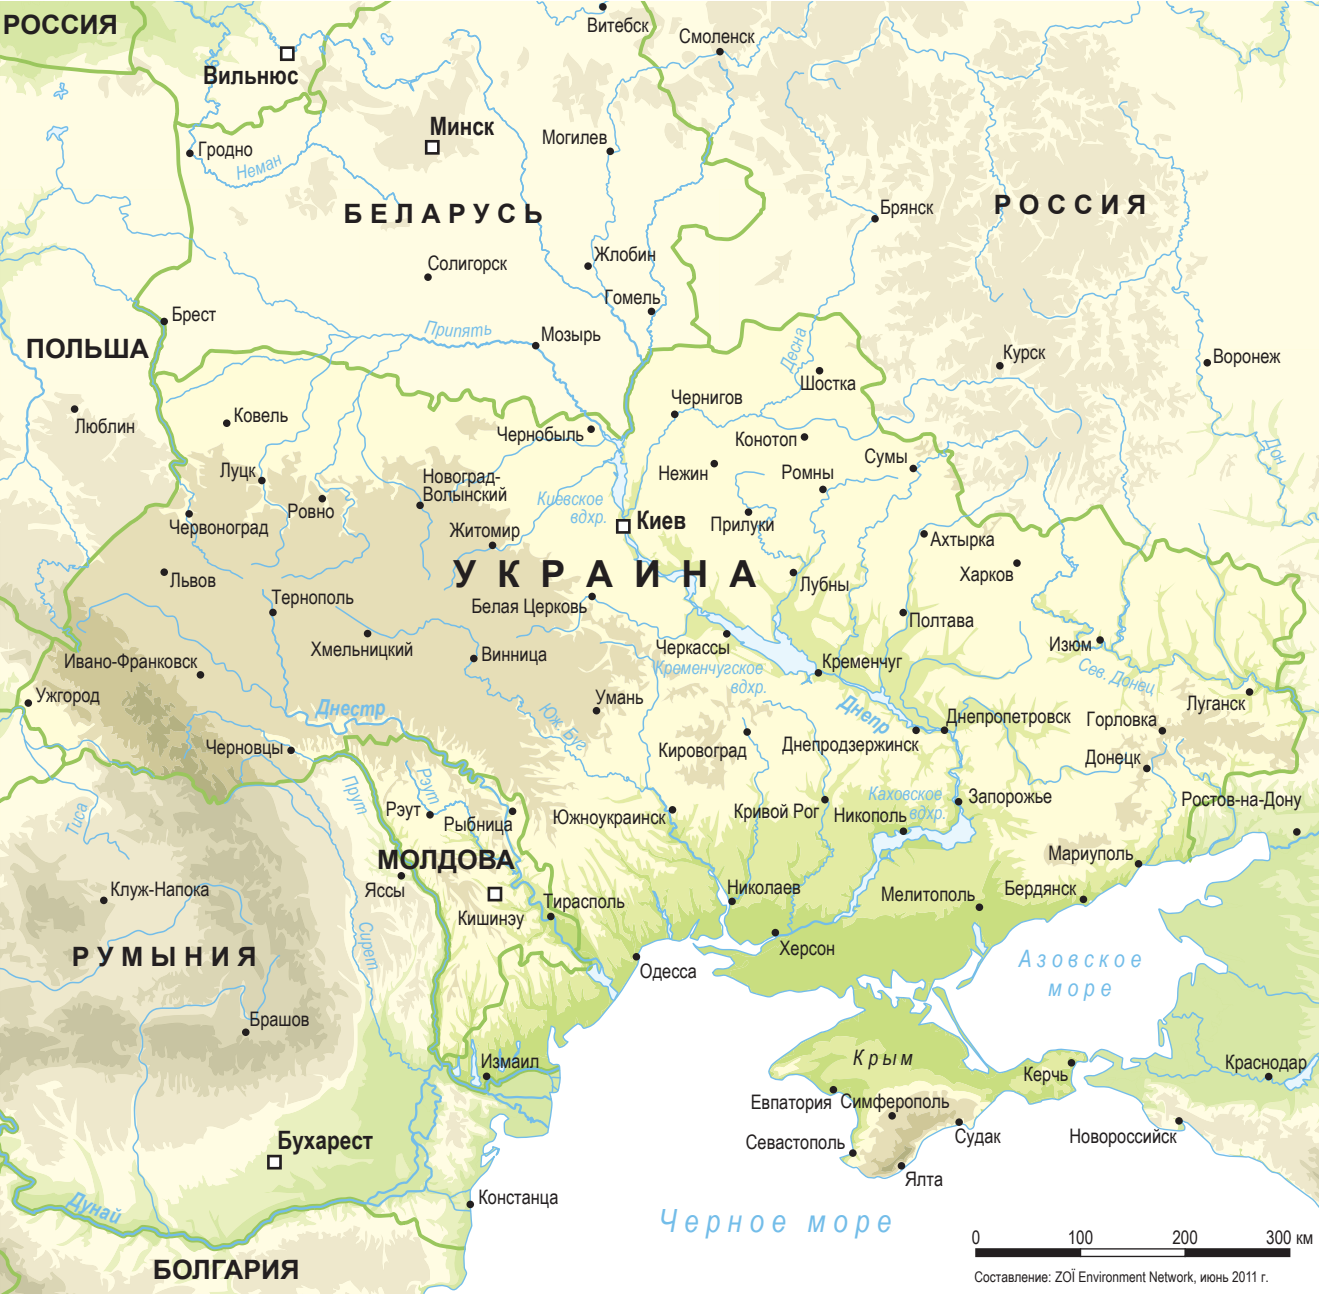 РОССИЯ
Витебск
Смоленск
Вильнюс
Минск
Могилев
Гродно
Неман
БЕЛАРУСЬ
Брянск
РОССИЯ
Солигорск
Жлобин
Гомель
Брест
Припять
Мозырь
Десна
ПОЛЬША
Курск
Воронеж
Шостка
Чернигов
Ковель
Люблин
Чернобыль
Конотоп
Сумы
Дон
Луцк
Новоград-
Волынский
Нежин
Ромны
Киевское
вдхр.
Ровно
Червоноград
Житомир
Киев
Прилуки
Ахтырка
Харков
Львов
УКРАИНА
Лубны
Тернополь
Белая Церковь
Полтава
Хмельницкий
Винница
Черкассы
Изюм
Ивано-Франковск
Кременчугское
вдхр.
Кременчуг
Сев. Донец
Ужгород
Днестр
Умань
Луганск
Юж. Буг
Днепр
Днепропетровск
Горловка
Черновцы
Кировоград
Днепродзержинск
Донецк
Тиса
Прут
Рэут
Рэут
Рыбница
Южноукраинск
Кривой Рог
Каховское
вдхр.
Никополь
Запорожье
Ростов-на-Дону
МОЛДОВА
Мариуполь
Клуж-Напока
Яссы
Кишинэу
Тирасполь
Николаев
Мелитополь
Бердянск
РУМЫНИЯ
Сирет
Херсон
Одесса
Азовское
море
Брашов
Измаил
Крым
Керчь
Краснодар
Евпатория
Симферополь
Бухарест
Севастополь
Судак
Новороссийск
Ялта
Констанца
Дунай
Черное море
БОЛГАРИЯ
0 100 200 300 км
Составление: ZOÏ Environment Network, июнь 2011 г.